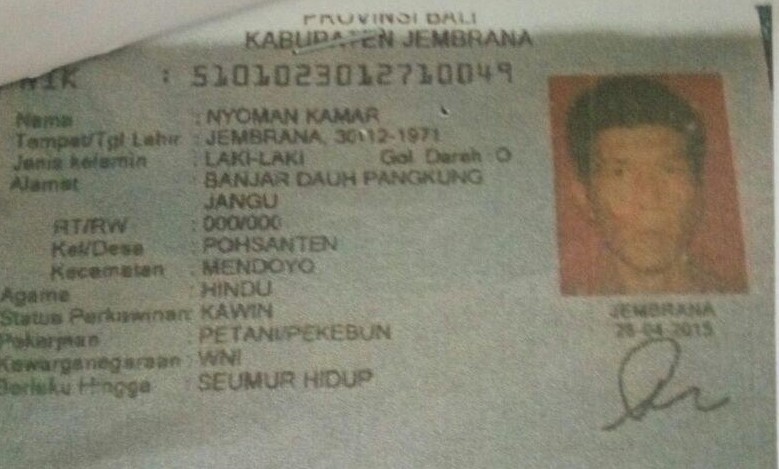 PROVINSI BALI
KABUPATEN JEMBRANA
NIK : 5101023012710049
Nama : NYOMAN KAMAR
Tempat/Tgl Lahir : JEMBRANA, 30-12-1971
Jenis kelamin : LAKI-LAKI Gol. Darah O
Alamat : BANJAR DAUH PANGKUNG
JANGU
RT/RW : 000/000
Kel/Desa : POHSANTEN
Kecamatan : MENDOYO
Agama : HINDU
Status Perkawinan: KAWIN
Pekerjaan : PETANI/PEKEBUN
Kewarganegaraan : WNI
Berlaku Hingga : SEUMUR HIDUP
JEMBRANA
28-04-2015